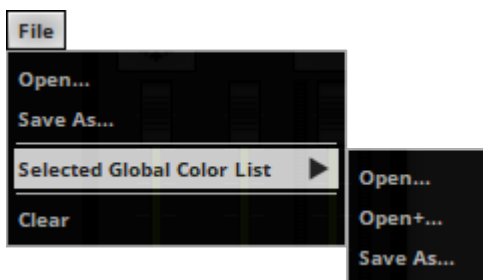 File
Open...
Save As...
Selected Global Color List
Clear
Open...
Open+...
Save As...